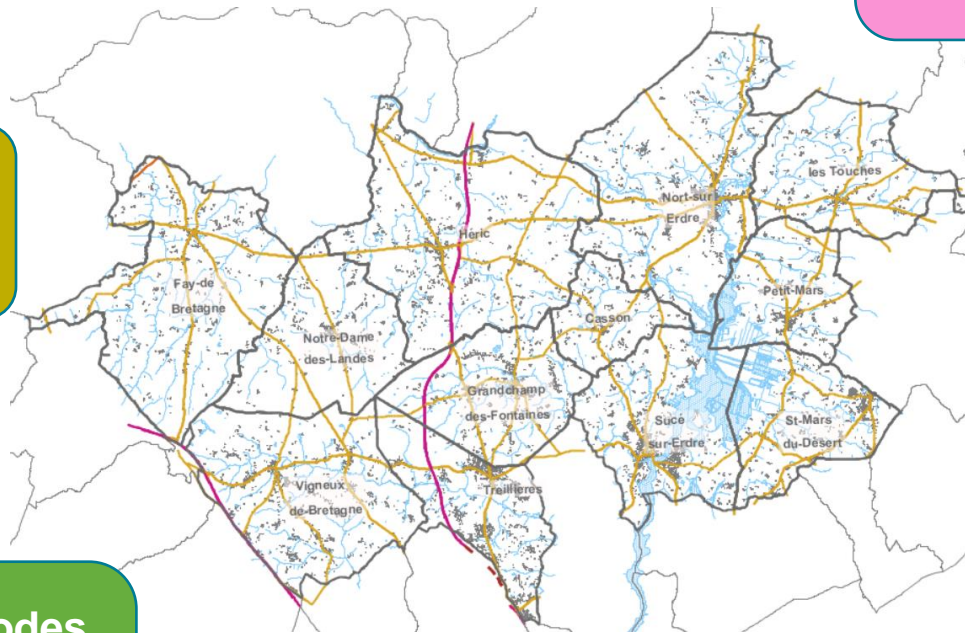 les Touches
Nort-sur
Erdre
Héric
Fay-de
Bretagne
Petit-Mars
Casson
Notre-Dame
des-Landes
Grandchamp
des-Fontaines
Sucé
sur-Erdre
St-Mars
du-Désert
Vigneux
de-Bretagne
Treillières
odes